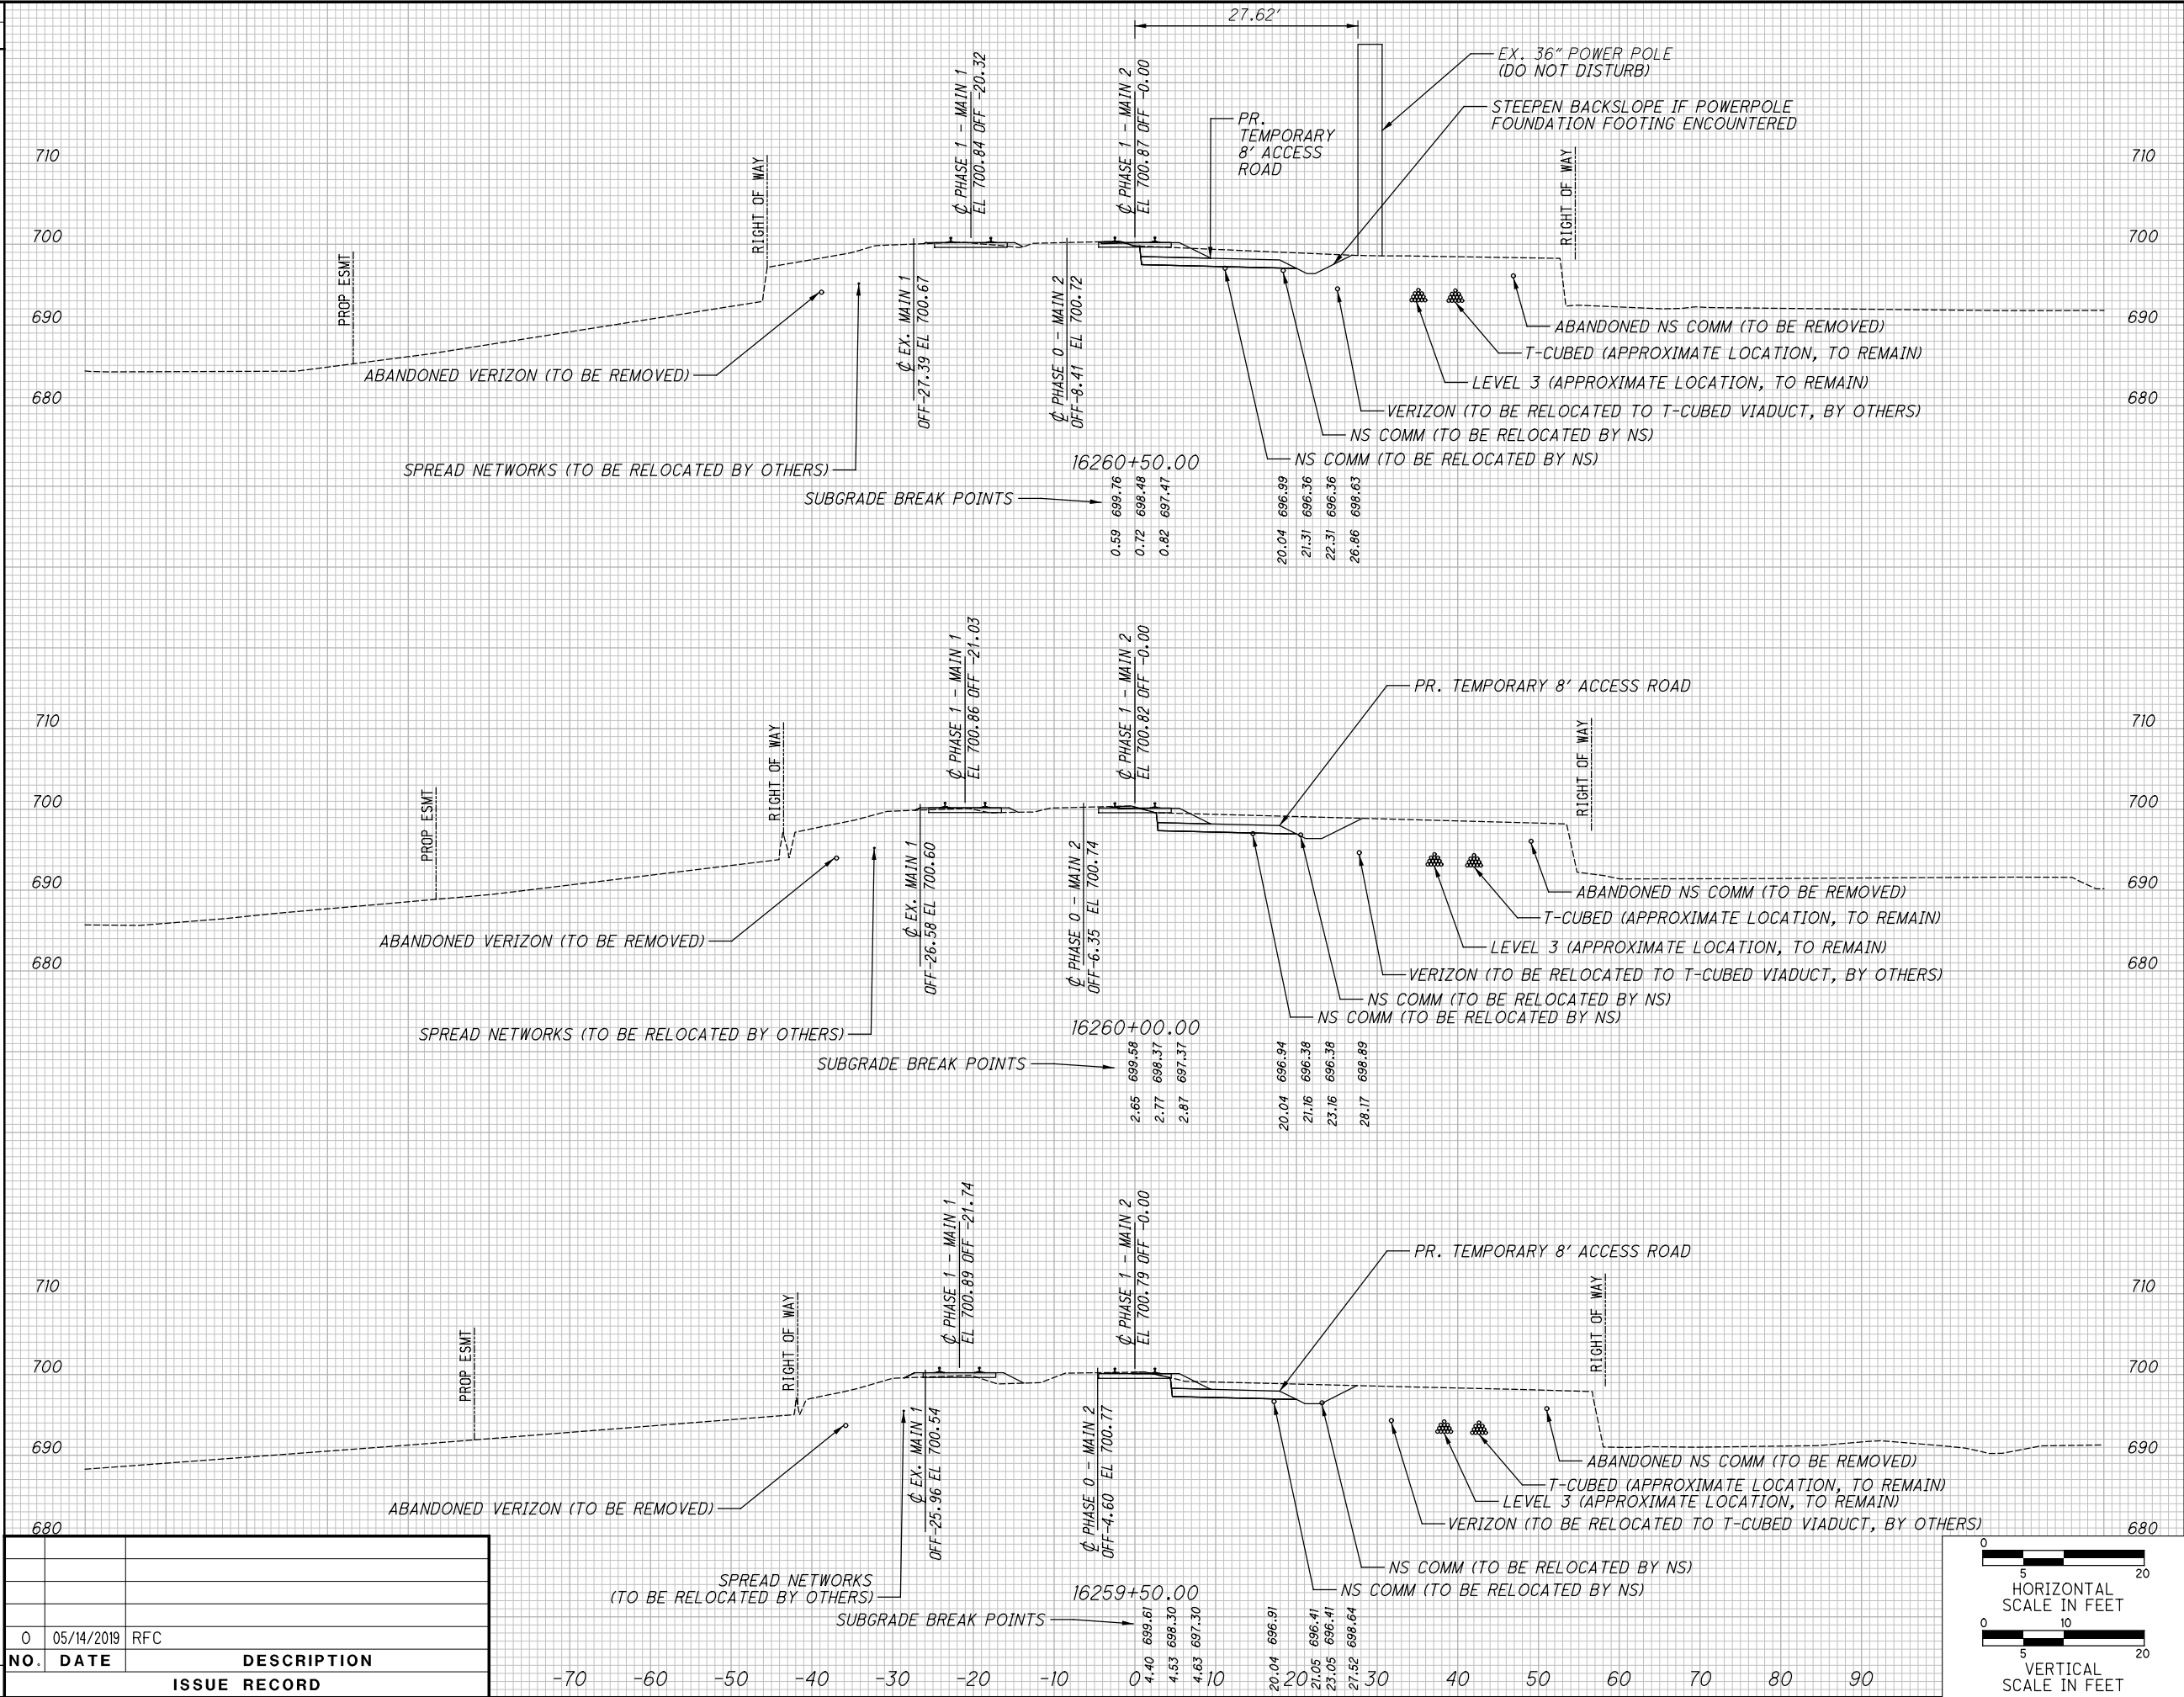 27.62'
EX. 36" POWER POLE
(DO NOT DISTURB)
STEEPEN BACKSLOPE IF POWERPOLE
FOUNDATION FOOTING ENCOUNTERED
PR.
TEMPORARY
8' ACCESS
ROAD
℄ PHASE 1 - MAIN 1
EL 700.84 OFF -20.32
℄ PHASE 1 - MAIN 2
EL 700.87 OFF -0.00
710
710
RIGHT OF WAY
RIGHT OF WAY
700
700
PROP ESMT
690
690
680
680
℄ EX. MAIN 1
OFF-27.39 EL 700.67
℄ PHASE 0 - MAIN 2
OFF-8.41 EL 700.72
ABANDONED VERIZON (TO BE REMOVED)
SPREAD NETWORKS (TO BE RELOCATED BY OTHERS)
ABANDONED NS COMM (TO BE REMOVED)
T-CUBED (APPROXIMATE LOCATION, TO REMAIN)
LEVEL 3 (APPROXIMATE LOCATION, TO REMAIN)
VERIZON (TO BE RELOCATED TO T-CUBED VIADUCT, BY OTHERS)
NS COMM (TO BE RELOCATED BY NS)
NS COMM (TO BE RELOCATED BY NS)
16260+50.00
SUBGRADE BREAK POINTS
0.59 699.76
0.72 698.48
0.82 697.47
20.04 696.99
21.31 696.36
22.31 696.36
26.86 698.63
℄ PHASE 1 - MAIN 1
EL 700.86 OFF -21.03
℄ PHASE 1 - MAIN 2
EL 700.82 OFF -0.00
PR. TEMPORARY 8' ACCESS ROAD
710
710
RIGHT OF WAY
RIGHT OF WAY
700
700
PROP ESMT
690
690
680
680
℄ EX. MAIN 1
OFF-26.58 EL 700.60
℄ PHASE 0 - MAIN 2
OFF-6.35 EL 700.74
ABANDONED VERIZON (TO BE REMOVED)
SPREAD NETWORKS (TO BE RELOCATED BY OTHERS)
ABANDONED NS COMM (TO BE REMOVED)
T-CUBED (APPROXIMATE LOCATION, TO REMAIN)
LEVEL 3 (APPROXIMATE LOCATION, TO REMAIN)
VERIZON (TO BE RELOCATED TO T-CUBED VIADUCT, BY OTHERS)
NS COMM (TO BE RELOCATED BY NS)
NS COMM (TO BE RELOCATED BY NS)
16260+00.00
SUBGRADE BREAK POINTS
2.65 699.58
2.77 698.37
2.87 697.37
20.04 696.94
21.16 696.38
23.16 696.38
28.17 698.89
℄ PHASE 1 - MAIN 1
EL 700.89 OFF -21.74
℄ PHASE 1 - MAIN 2
EL 700.79 OFF -0.00
PR. TEMPORARY 8' ACCESS ROAD
710
710
RIGHT OF WAY
RIGHT OF WAY
700
700
PROP ESMT
690
690
680
680
℄ EX. MAIN 1
OFF-25.96 EL 700.54
℄ PHASE 0 - MAIN 2
OFF-4.60 EL 700.77
ABANDONED VERIZON (TO BE REMOVED)
SPREAD NETWORKS
(TO BE RELOCATED BY OTHERS)
ABANDONED NS COMM (TO BE REMOVED)
T-CUBED (APPROXIMATE LOCATION, TO REMAIN)
LEVEL 3 (APPROXIMATE LOCATION, TO REMAIN)
VERIZON (TO BE RELOCATED TO T-CUBED VIADUCT, BY OTHERS)
NS COMM (TO BE RELOCATED BY NS)
NS COMM (TO BE RELOCATED BY NS)
16259+50.00
SUBGRADE BREAK POINTS
4.40 699.61
4.53 698.30
4.63 697.30
20.04 696.91
21.05 696.41
23.05 696.41
27.52 698.64
-70 -60 -50 -40 -30 -20 -10 0 10 20 30 40 50 60 70 80 90
0 05/14/2019 RFC
NO. DATE DESCRIPTION
ISSUE RECORD
0
5 20
HORIZONTAL
SCALE IN FEET
0 10
5 20
VERTICAL
SCALE IN FEET